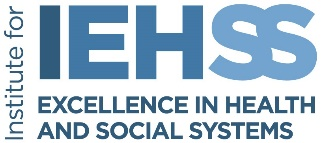 Institute for
IEHSS
EXCELLENCE IN HEALTH
AND SOCIAL SYSTEMS